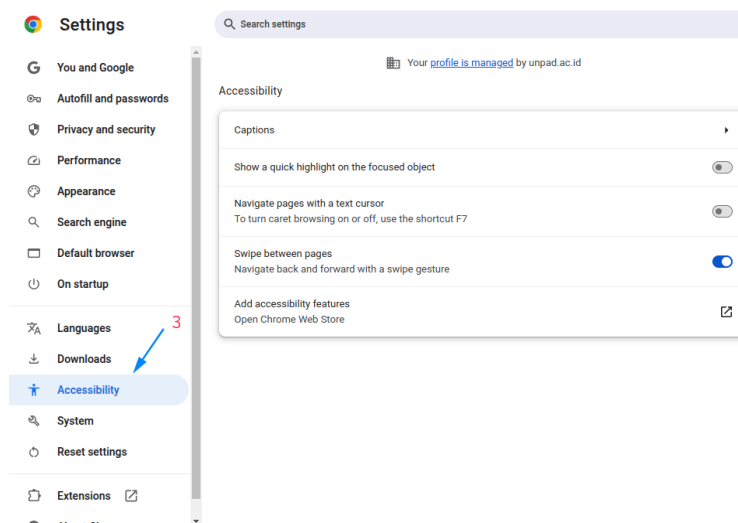 Settings
Search settings
You and Google
Autofill and passwords
Privacy and security
Performance
Appearance
Search engine
Default browser
On startup
Languages
3
Downloads
Accessibility
System
Reset settings
Extensions
Your profile is managed by unpad.ac.id
Accessibility
Captions
Show a quick highlight on the focused object
Navigate pages with a text cursor
To turn caret browsing on or off, use the shortcut F7
Swipe between pages
Navigate back and forward with a swipe gesture
Add accessibility features
Open Chrome Web Store